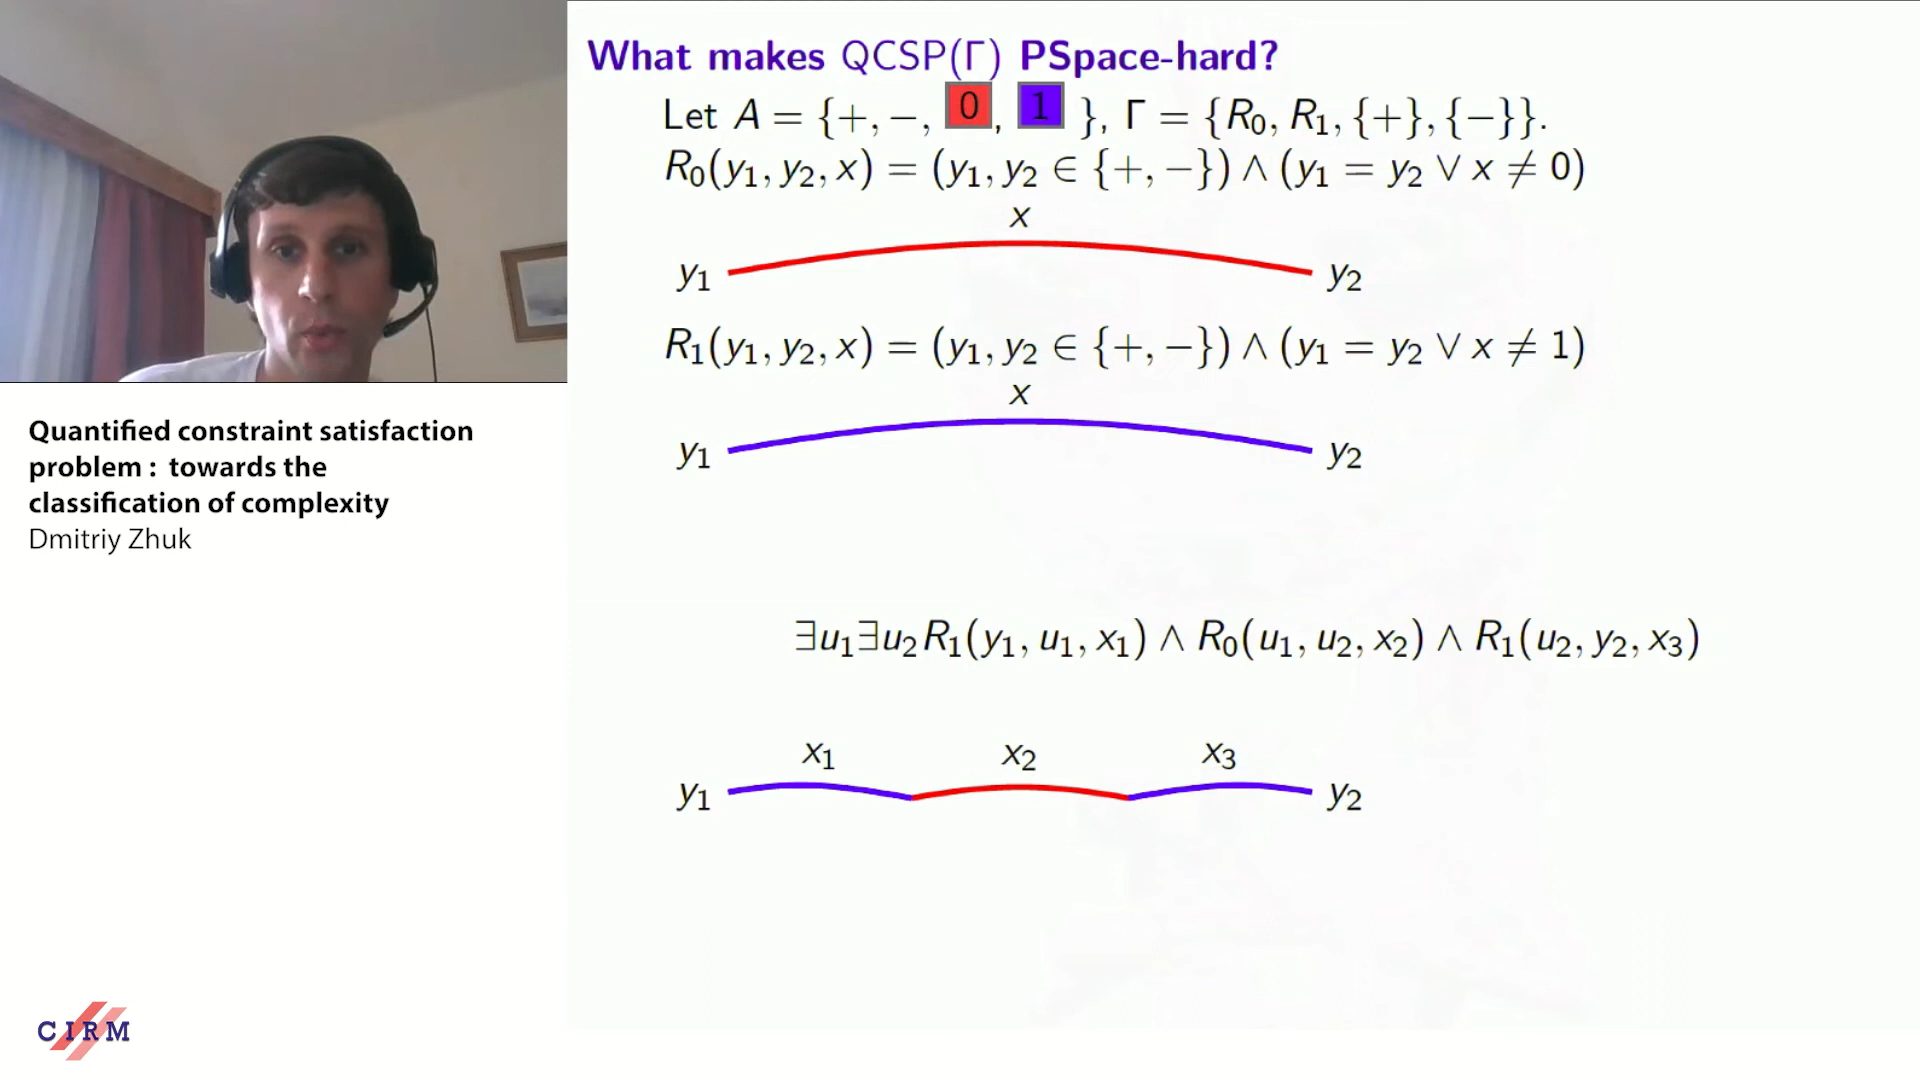 What makes QCSP(Γ) PSpace-hard?
Let A = {+, −, 0, 1 }, Γ = {R₀, R₁, {+}, {−}}.
R₀(y₁, y₂, x) = (y₁, y₂ ∈ {+, −}) ∧ (y₁ = y₂ ∨ x ≠ 0)
x
y₁ y₂
R₁(y₁, y₂, x) = (y₁, y₂ ∈ {+, −}) ∧ (y₁ = y₂ ∨ x ≠ 1)
x
y₁ y₂
∃u₁∃u₂R₁(y₁, u₁, x₁) ∧ R₀(u₁, u₂, x₂) ∧ R₁(u₂, y₂, x₃)
x₁ x₂ x₃
y₁ y₂
Quantified constraint satisfaction
problem : towards the
classification of complexity
Dmitriy Zhuk
CIRM